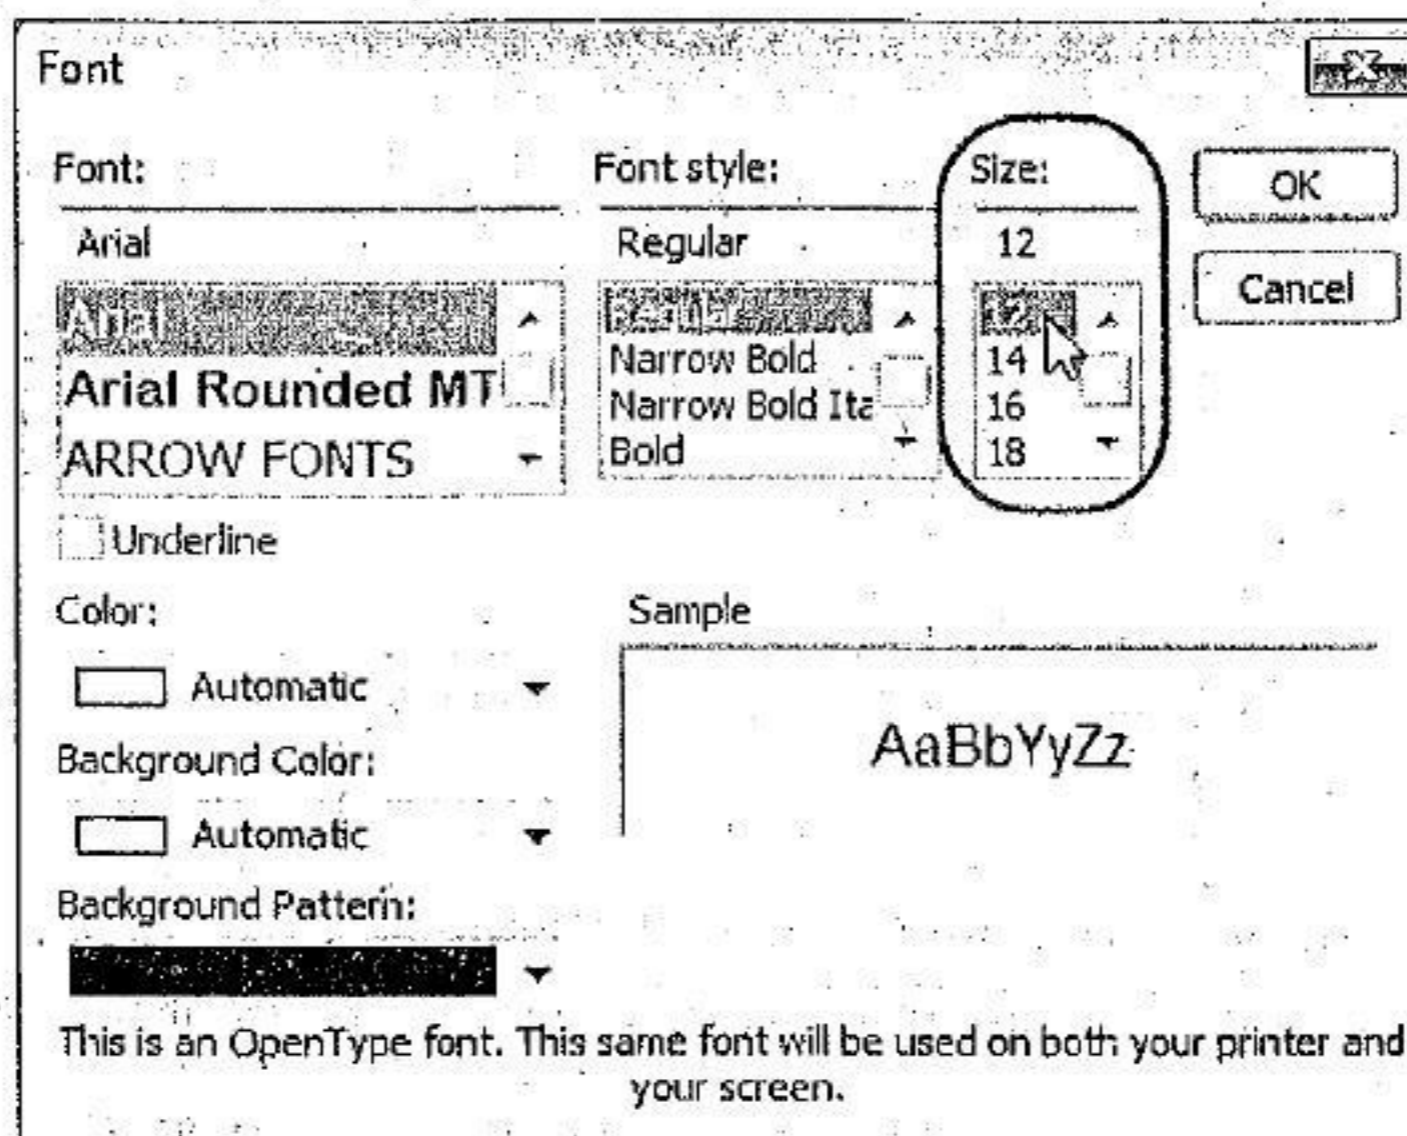 Font
Font:
Font style:
Size:
OK
Arial
Regular
12
Cancel
Arial
12
Arial Rounded MT
Narrow Bold
14
Narrow Bold Ita
16
ARROW FONTS
Bold
18
Underline
Color:
Sample
Automatic
AaBbYyZz
Background Color:
Automatic
Background Pattern:
This is an OpenType font. This same font will be used on both your printer and
your screen.